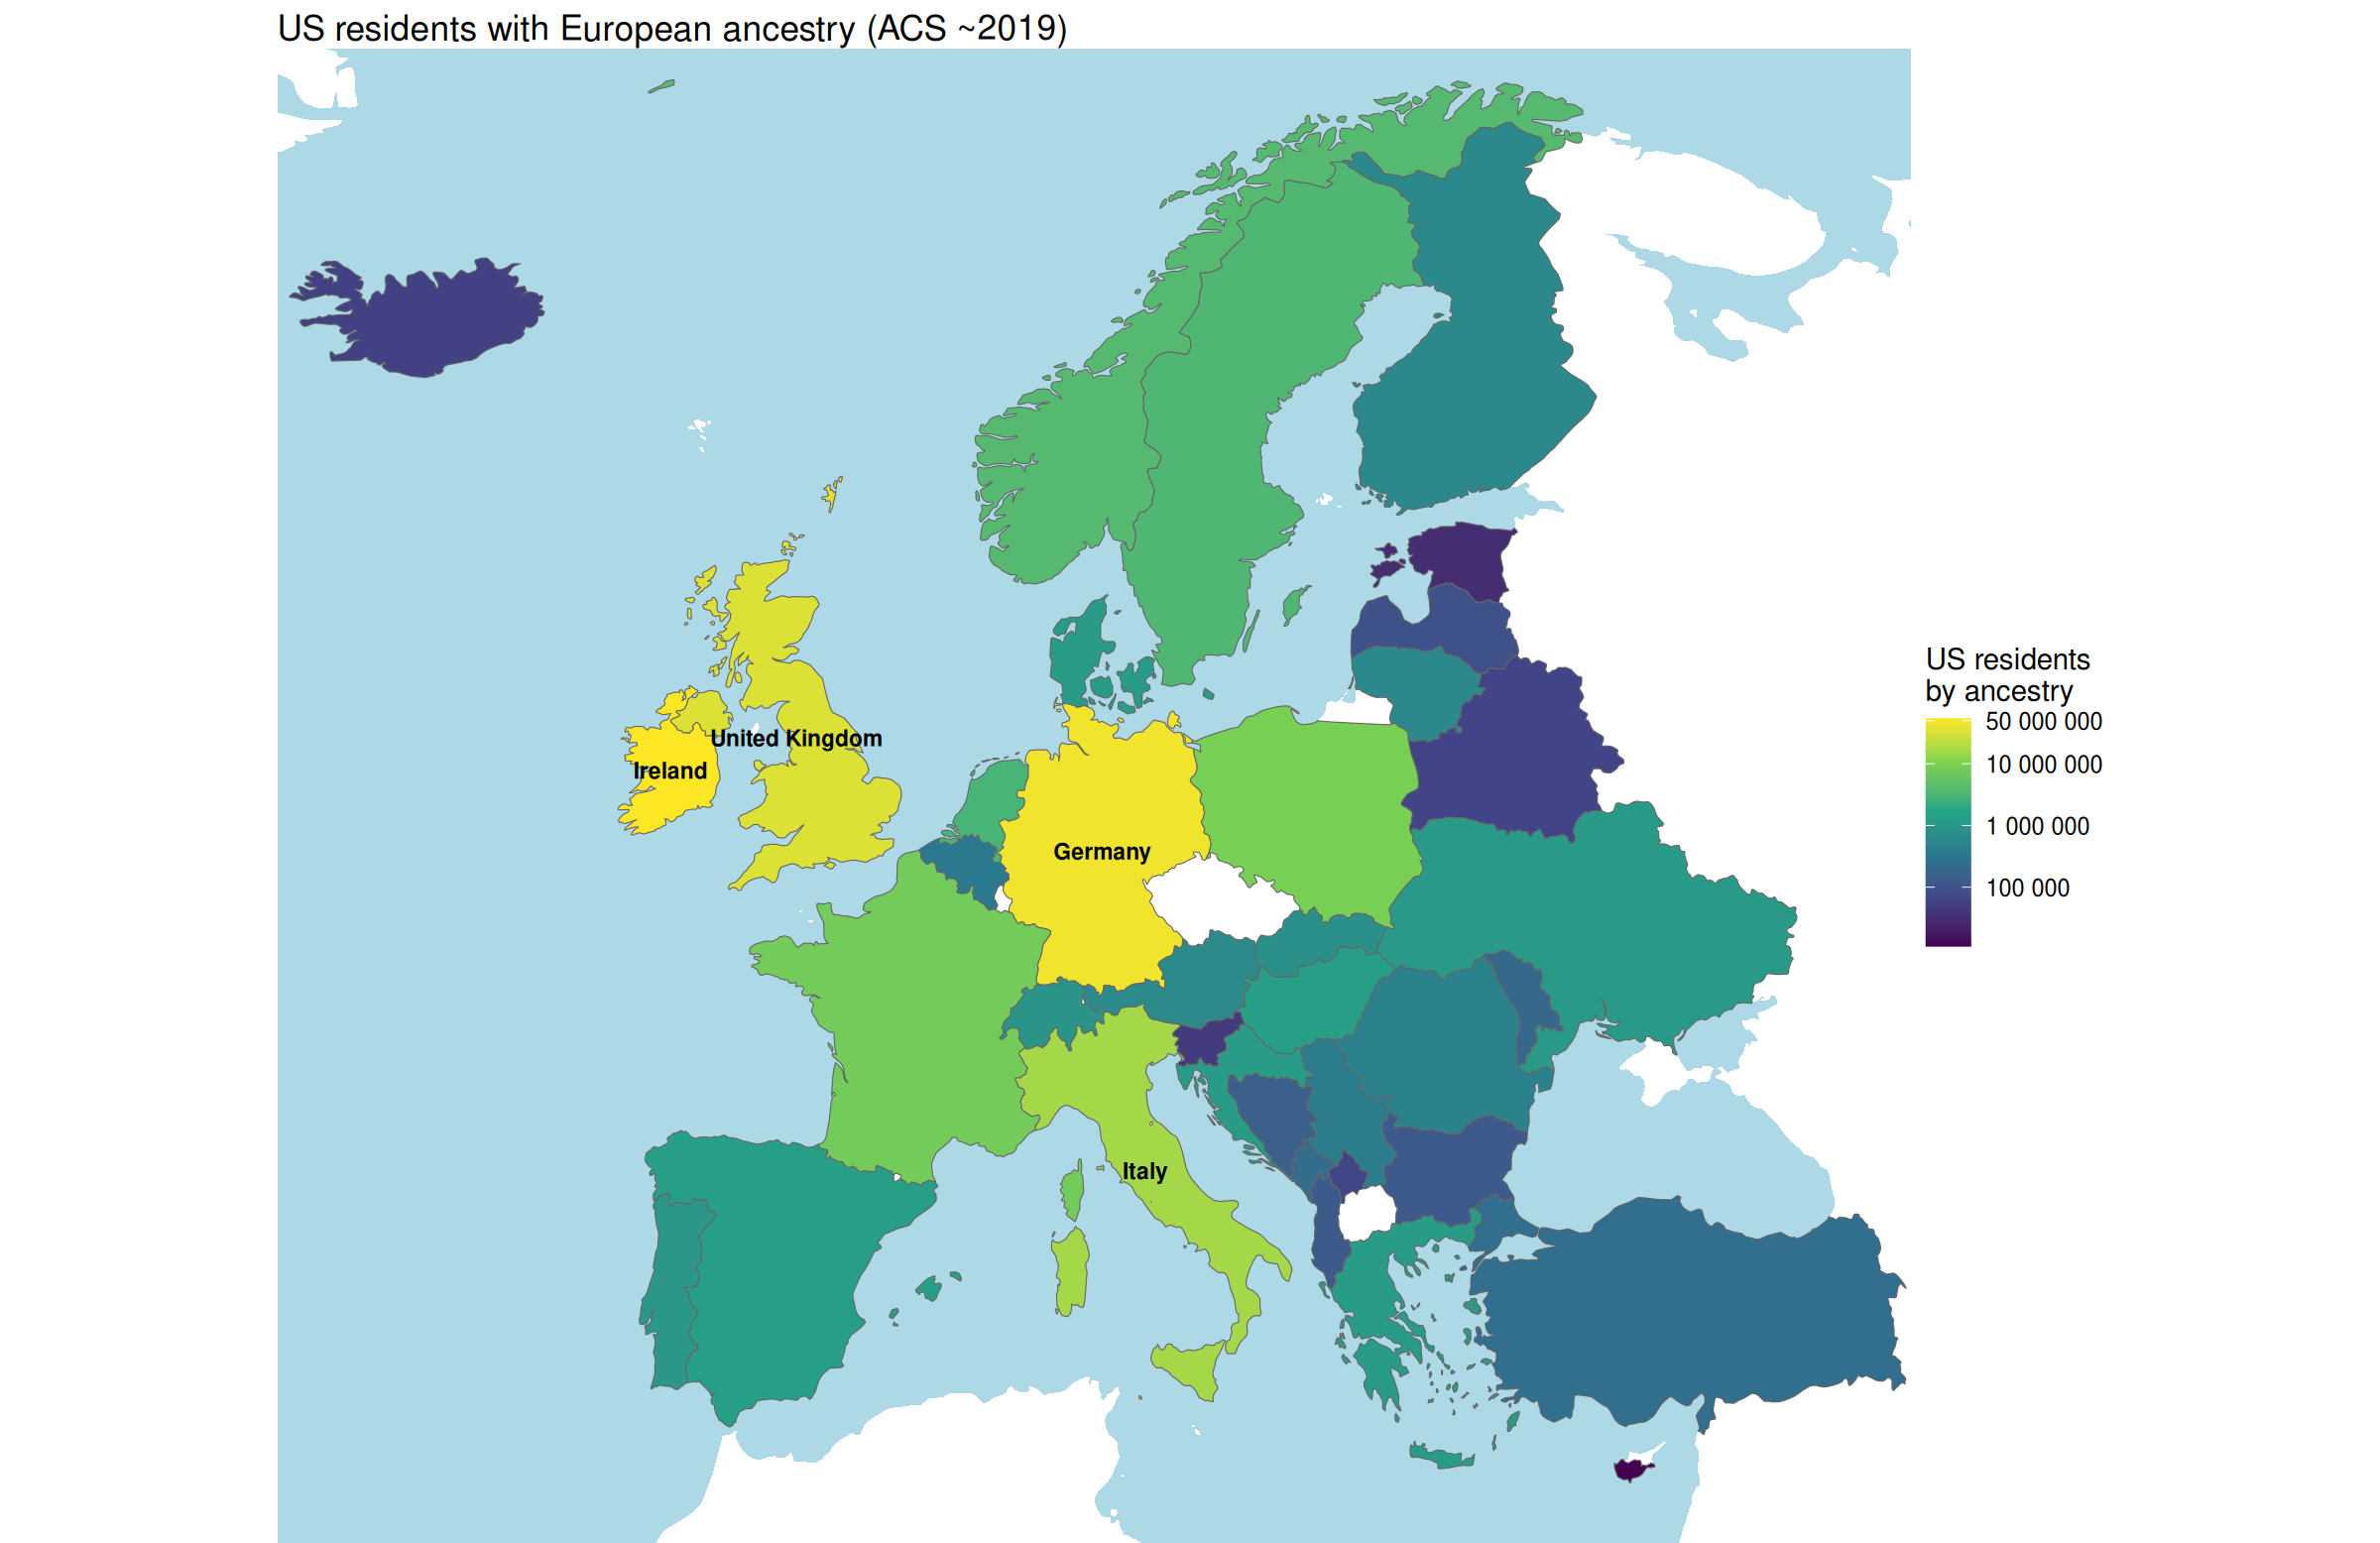 US residents with European ancestry (ACS ~2019)
United Kingdom
Ireland
Germany
Italy
US residents
by ancestry
50 000 000
10 000 000
1 000 000
100 000